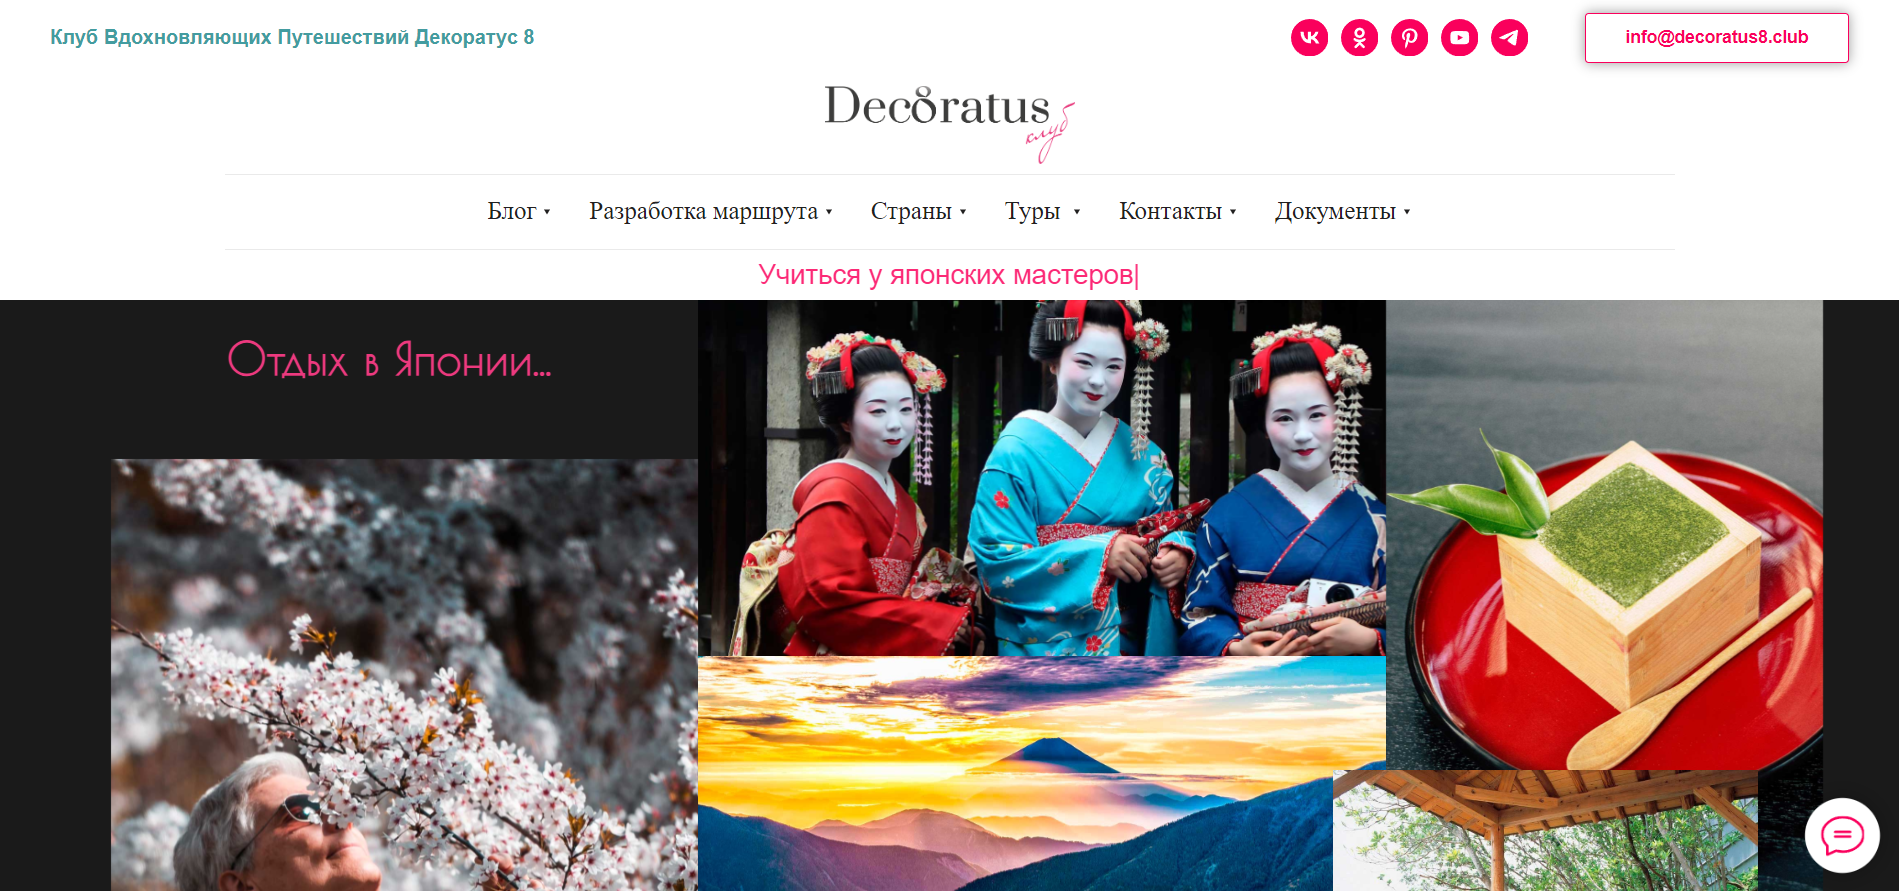 Клуб Вдохновляющих Путешествий Декоратус 8
info@decoratus8.club
Decoratus
клуб
Блог
Разработка маршрута
Страны
Туры
Контакты
Документы
Учиться у японских мастеров|
Отдых в Японии...